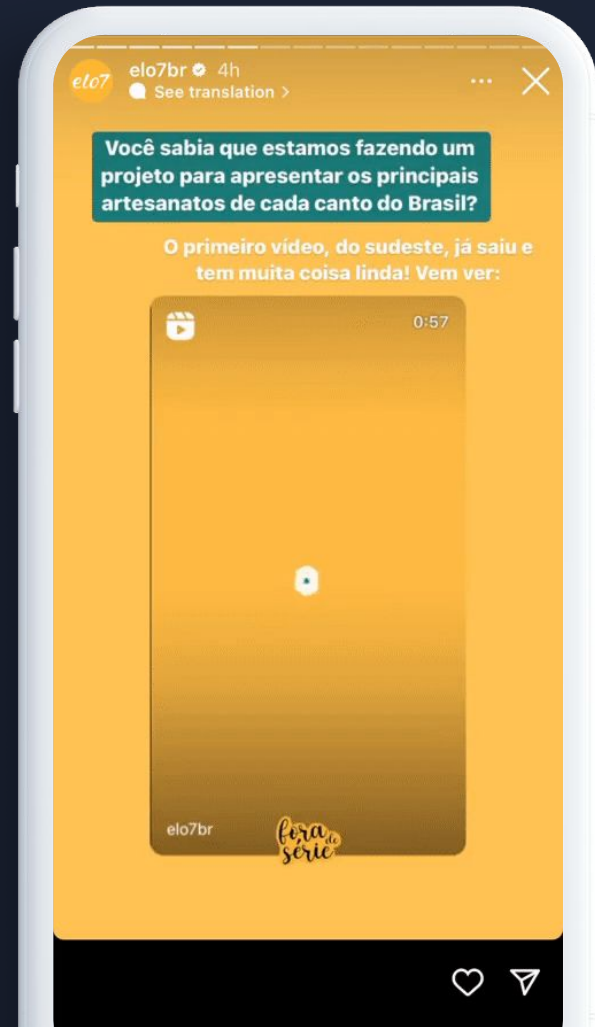 elo7
elo7br 4h
See translation >
Você sabia que estamos fazendo um
projeto para apresentar os principais
artesanatos de cada canto do Brasil?
O primeiro vídeo, do sudeste, já saiu e
tem muita coisa linda! Vem ver:
0:57
elo7br
fora de
série